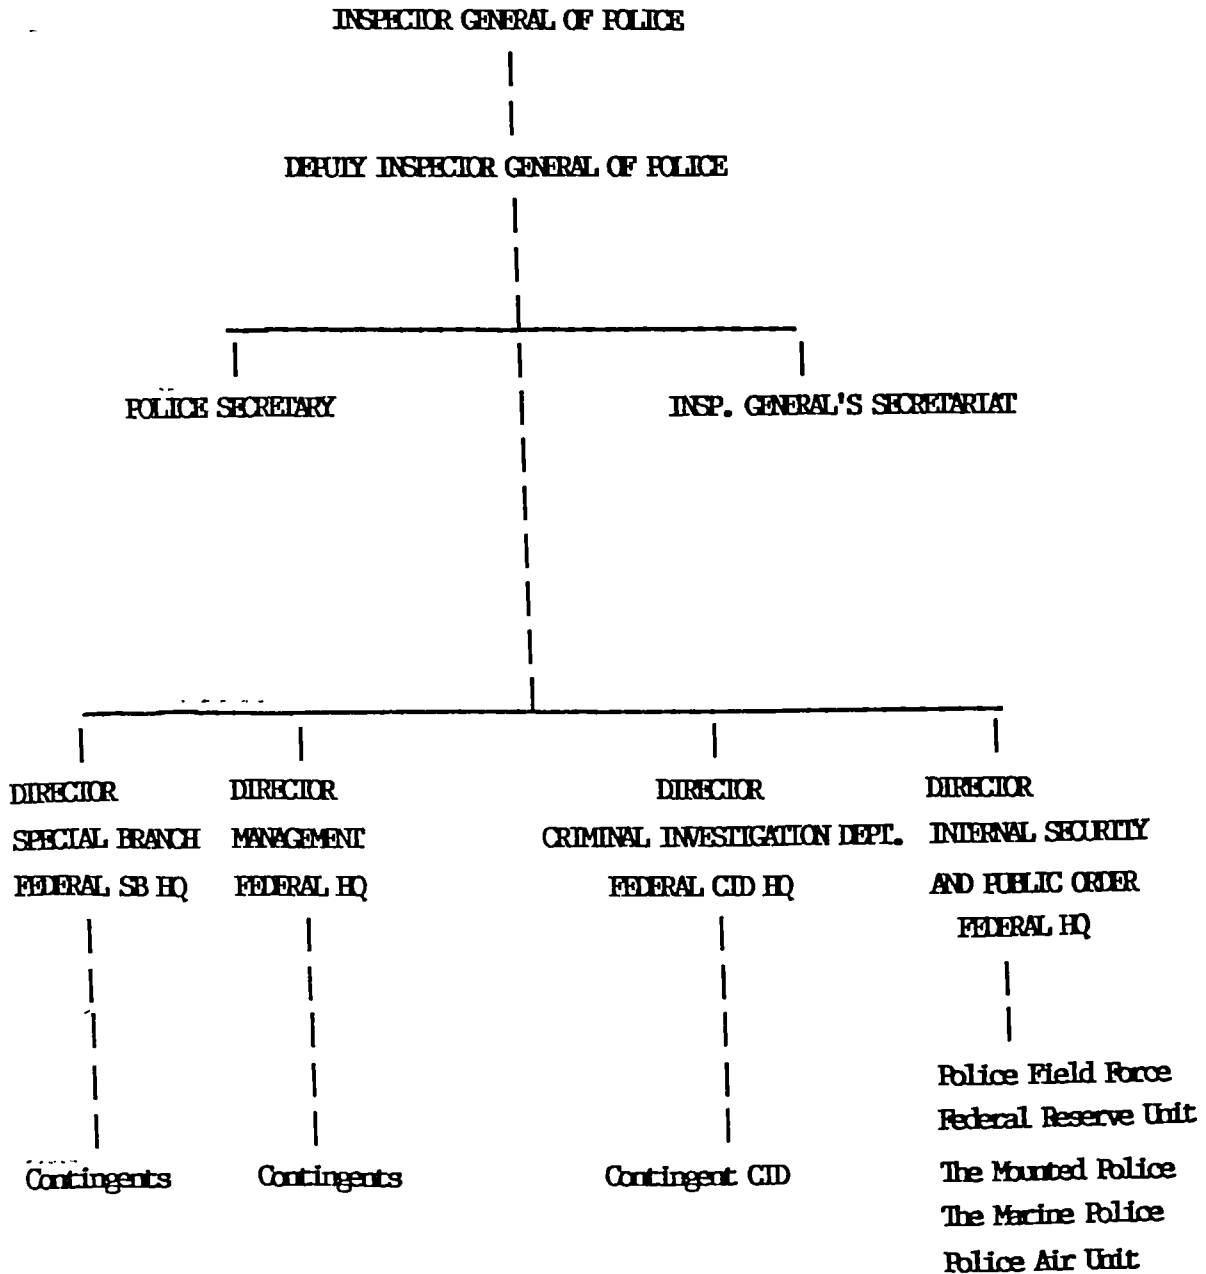 INSPECTOR GENERAL OF POLICE
DEPUTY INSPECTOR GENERAL OF POLICE
POLICE SECRETARY
INSP. GENERAL'S SECRETARIAT
DIRECTOR
SPECIAL BRANCH
FEDERAL SB HQ
DIRECTOR
MANAGEMENT
FEDERAL HQ
DIRECTOR
CRIMINAL INVESTIGATION DEPT.
FEDERAL CID HQ
DIRECTOR
INTERNAL SECURITY
AND PUBLIC ORDER
FEDERAL HQ
Contingents
Contingents
Contingent CID
Police Field Force
Federal Reserve Unit
The Mounted Police
The Marine Police
Police Air Unit